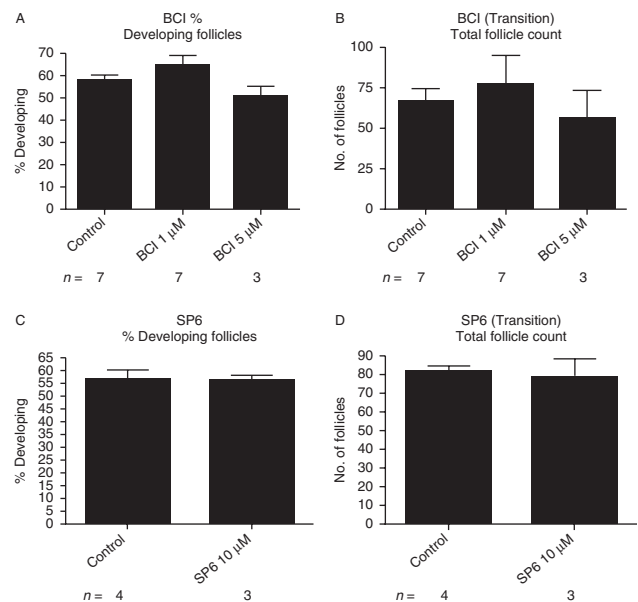 A
BCI %
Developing follicles
70
60
50
40
30
20
10
0
% Developing
Control
BCI 1 µM
BCI 5 µM
n = 7 7 3
B
BCI (Transition)
Total follicle count
100
75
50
25
0
No. of follicles
Control
BCI 1 µM
BCI 5 µM
n = 7 7 3
C
SP6
% Developing follicles
65
60
55
50
45
40
35
30
25
20
15
10
5
0
% Developing
Control
SP6 10 µM
n = 4 3
D
SP6 (Transition)
Total follicle count
90
80
70
60
50
40
30
20
10
0
No. of follicles
Control
SP6 10 µM
n = 4 3